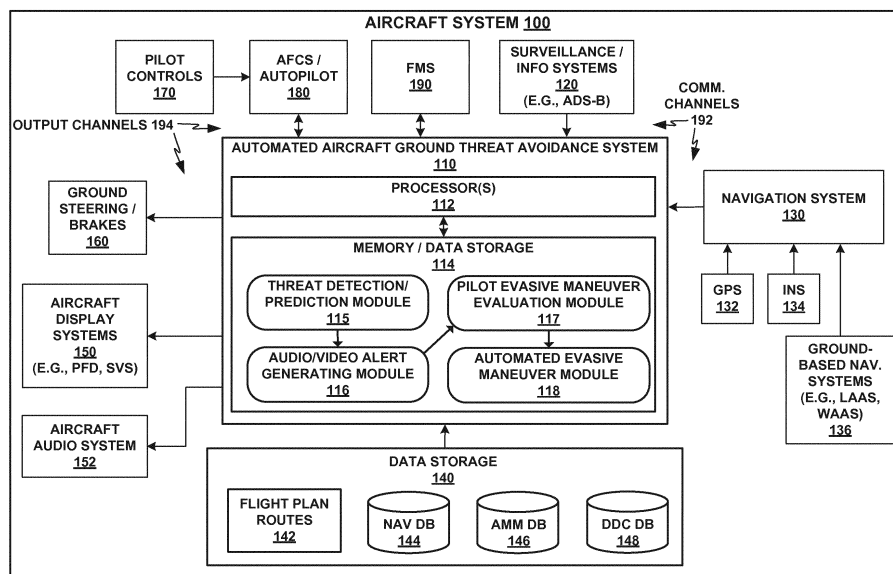 AIRCRAFT SYSTEM 100
PILOT
CONTROLS
170
AFCS /
AUTOPILOT
180
FMS
190
SURVEILLANCE /
INFO SYSTEMS
120
(E.G., ADS-B)
COMM.
CHANNELS
192
OUTPUT CHANNELS 194
AUTOMATED AIRCRAFT GROUND THREAT AVOIDANCE SYSTEM
110
PROCESSOR(S)
112
GROUND
STEERING /
BRAKES
160
NAVIGATION SYSTEM
130
MEMORY / DATA STORAGE
114
THREAT DETECTION/
PREDICTION MODULE
115
PILOT EVASIVE MANEUVER
EVALUATION MODULE
117
GPS
132
INS
134
AIRCRAFT
DISPLAY
SYSTEMS
150
(E.G., PFD, SVS)
AUDIO/VIDEO ALERT
GENERATING MODULE
116
AUTOMATED EVASIVE
MANEUVER MODULE
118
GROUND-
BASED NAV.
SYSTEMS
(E.G., LAAS,
WAAS)
136
AIRCRAFT
AUDIO SYSTEM
152
DATA STORAGE
140
FLIGHT PLAN
ROUTES
142
NAV DB
144
AMM DB
146
DDC DB
148